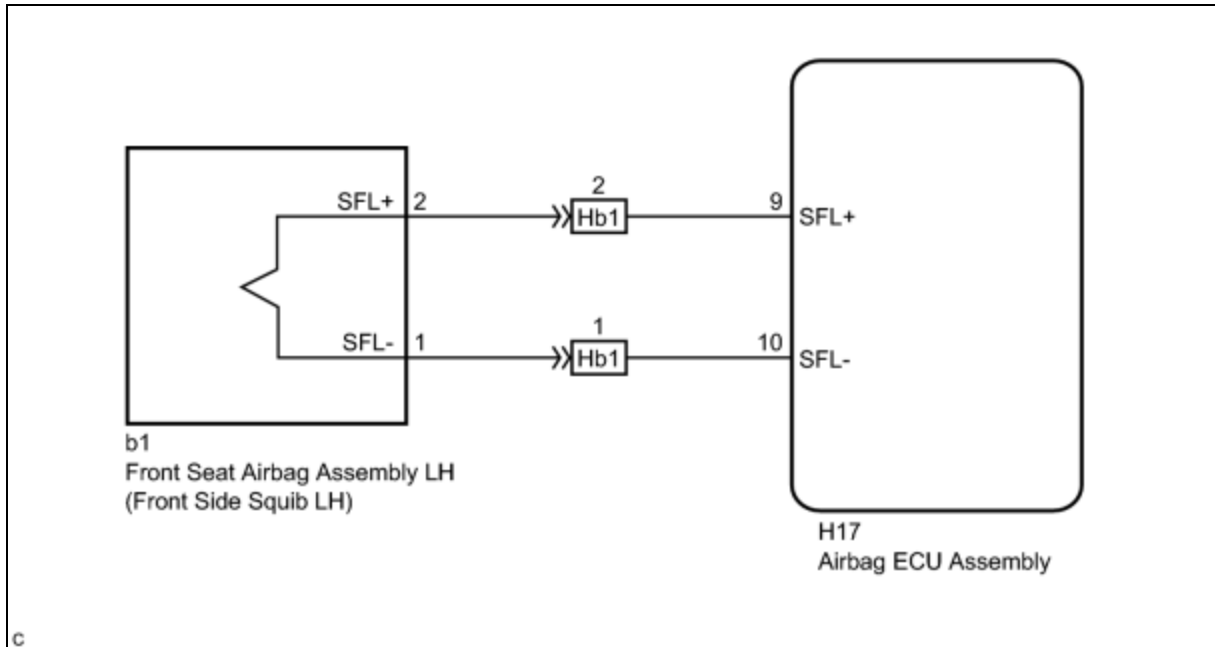 SFL+ 2
2
Hb1
9 SFL+
SFL- 1
1
Hb1
10 SFL-
b1
Front Seat Airbag Assembly LH
(Front Side Squib LH)
H17
Airbag ECU Assembly
c